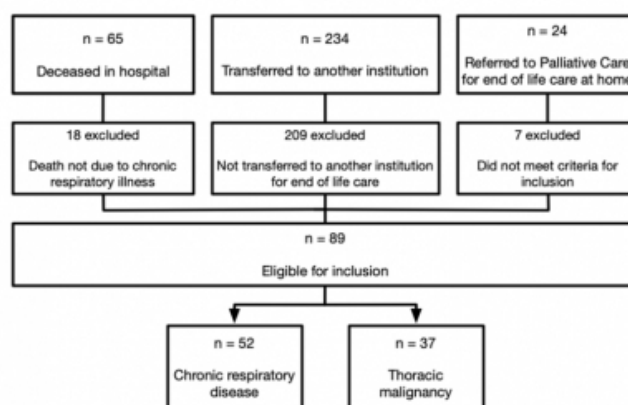 n = 65
Deceased in hospital
n = 234
Transferred to another institution
n = 24
Referred to Palliative Care
for end of life care at home
18 excluded
Death not due to chronic
respiratory illness
209 excluded
Not transferred to another institution
for end of life care
7 excluded
Did not meet criteria for
inclusion
n = 89
Eligible for inclusion
n = 52
Chronic respiratory
disease
n = 37
Thoracic
malignancy